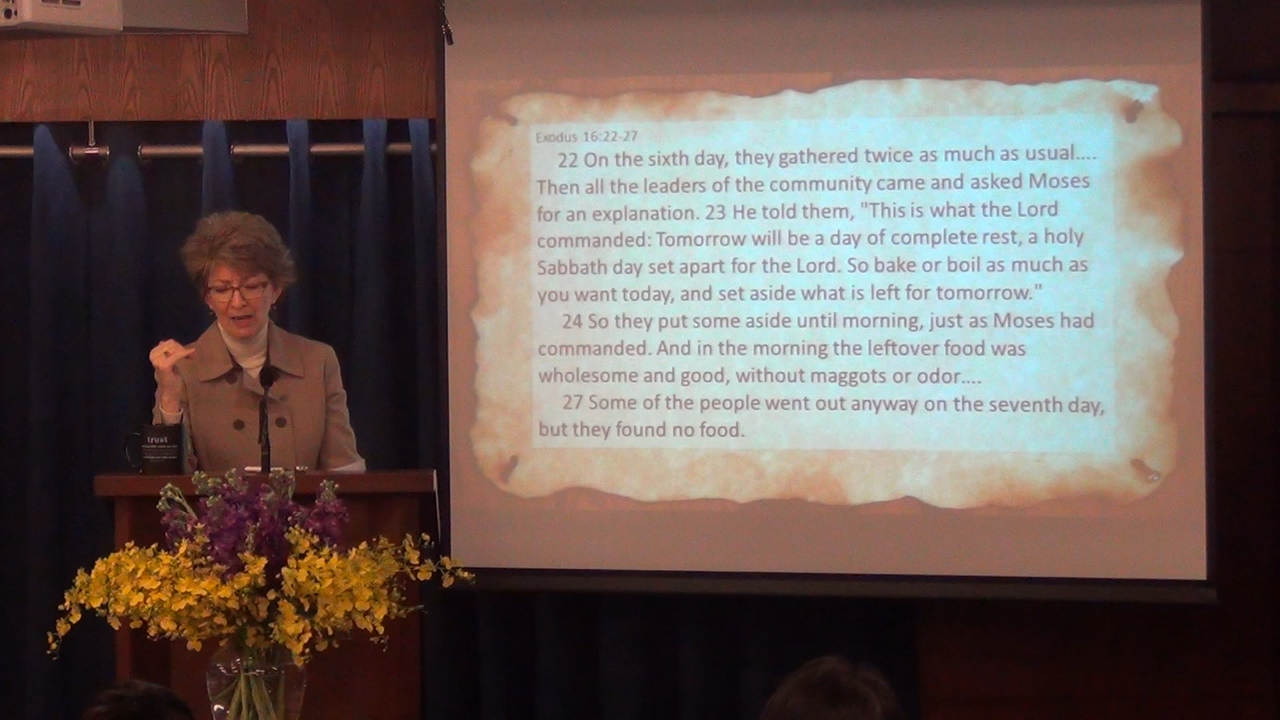 Exodus 16:22-27
22 On the sixth day, they gathered twice as much as usual....
Then all the leaders of the community came and asked Moses
for an explanation. 23 He told them, "This is what the Lord
commanded: Tomorrow will be a day of complete rest, a holy
Sabbath day set apart for the Lord. So bake or boil as much as
you want today, and set aside what is left for tomorrow."
24 So they put some aside until morning, just as Moses had
commanded. And in the morning the leftover food was
wholesome and good, without maggots or odor....
27 Some of the people went out anyway on the seventh day,
but they found no food.
trust